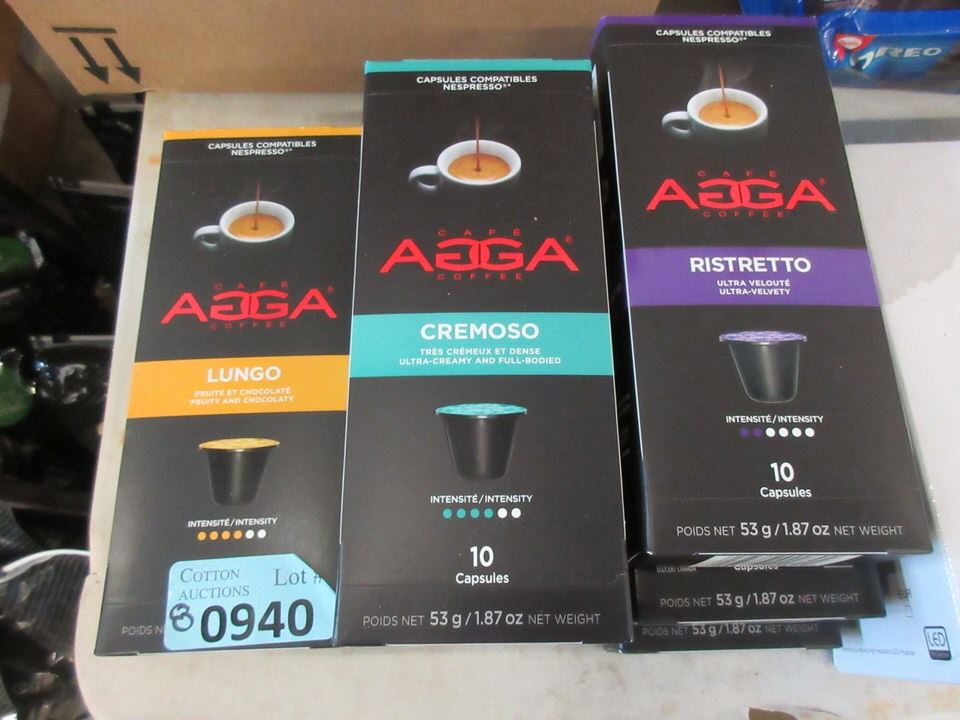 CAPSULES COMPATIBLES
NESPRESSO®*
CAFÉ
AGGA®
COFFEE
LUNGO
FRUITÉ ET CHOCOLATÉ
FRUITY AND CHOCOLATY
INTENSITÉ/INTENSITY
COTTON
AUCTIONS
Lot #
8 0940
POIDS N
CAPSULES COMPATIBLES
NESPRESSO®*
CAFÉ
AGGA®
COFFEE
CREMOSO
TRÈS CRÉMEUX ET DENSE
ULTRA-CREAMY AND FULL-BODIED
INTENSITÉ/INTENSITY
10
Capsules
POIDS NET 53 g/1.87 oz NET WEIGHT
CAPSULES COMPATIBLES
NESPRESSO®*
CAFÉ
AGGA®
COFFEE
RISTRETTO
ULTRA VELOUTÉ
ULTRA-VELVETY
INTENSITÉ/INTENSITY
10
Capsules
POIDS NET 53 g/1.87 oz NET WEIGHT
Capsules
POIDS NET 53 g/1.87 oz NET WEIGHT
POIDS NET 53 g/1.87 oz NET WEIGHT
OREO
LED